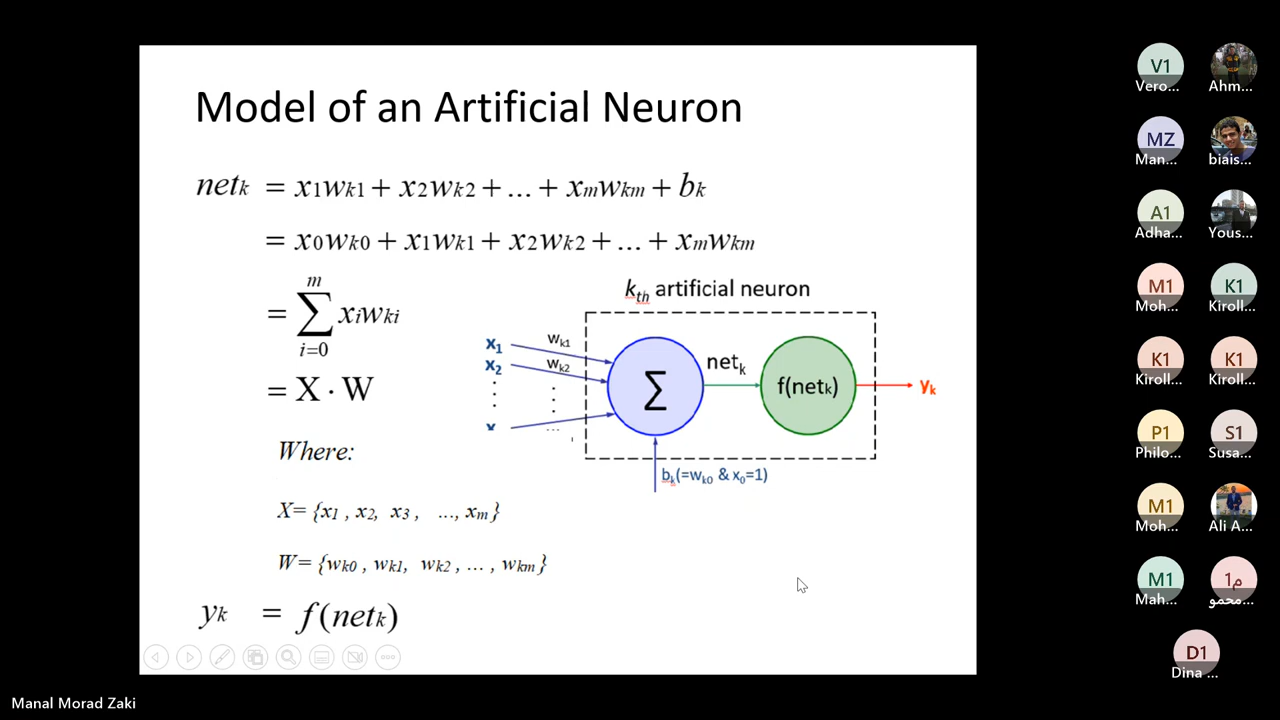 Model of an Artificial Neuron
netk = x1wk1 + x2wk2 + ... + xmwkm + bk
= x0wk0 + x1wk1 + x2wk2 + ... + xmwkm
m
= ∑ xiwki
i=0
= X · W
Where:
X= {x1 , x2, x3 , ..., xm}
W= {wk0 , wk1, wk2 , ... , wkm}
yk = f(netk)
kth artificial neuron
x1 wk1
x2 wk2
∑
netk
f(netk)
yk
bk(=wk0 & x0=1)
V1
Vero...
Ahm...
MZ
Man...
biais...
A1
Adha...
Yous...
M1
Moh...
K1
Kiroll...
K1
Kiroll...
K1
Kiroll...
P1
Philo...
S1
Susa...
M1
Moh...
Ali A...
M1
Mah...
م1
محمو...
D1
Dina ...
Manal Morad Zaki